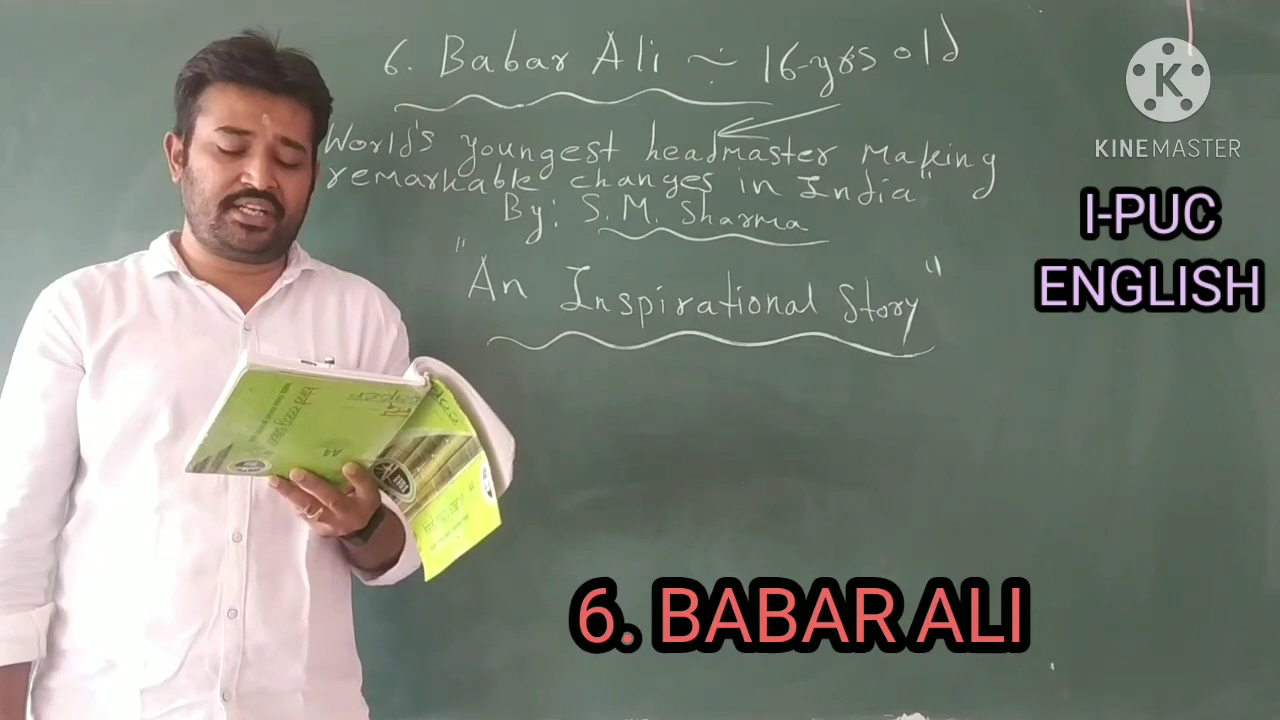 6. Babar Ali ~ 16-yrs old
World's youngest headmaster Making
remarkable changes in India"
By: S. M. Sharma
"An Inspirational Story"
KINEMASTER
I-PUC
ENGLISH
6. BABAR ALI
A4